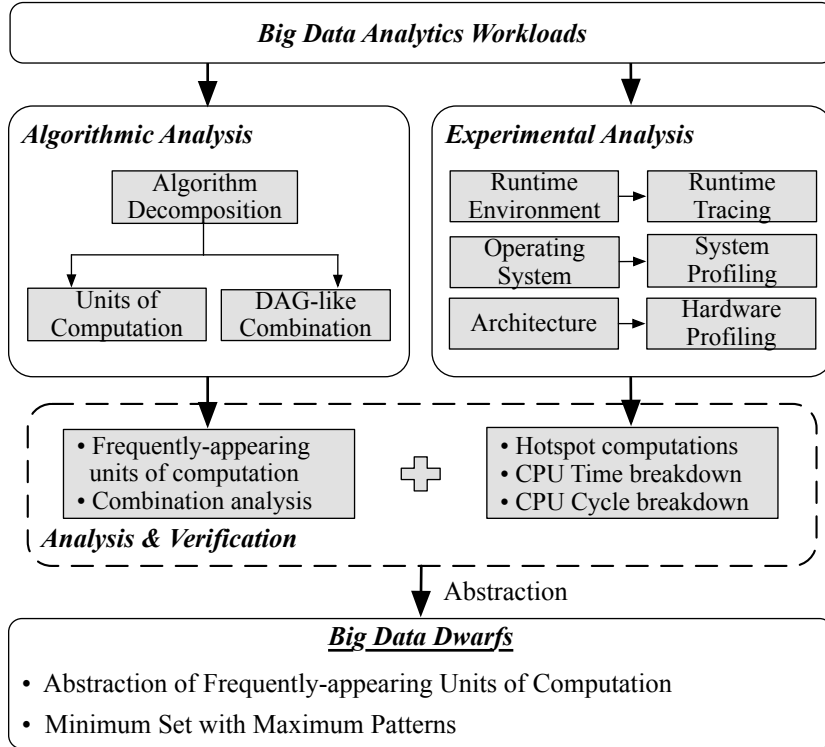 Big Data Analytics Workloads
Algorithmic Analysis
Algorithm
Decomposition
Units of
Computation
DAG-like
Combination
Experimental Analysis
Runtime
Environment
Runtime
Tracing
Operating
System
System
Profiling
Architecture
Hardware
Profiling
• Frequently-appearing
units of computation
• Combination analysis
• Hotspot computations
• CPU Time breakdown
• CPU Cycle breakdown
Analysis & Verification
Abstraction
Big Data Dwarfs
• Abstraction of Frequently-appearing Units of Computation
• Minimum Set with Maximum Patterns